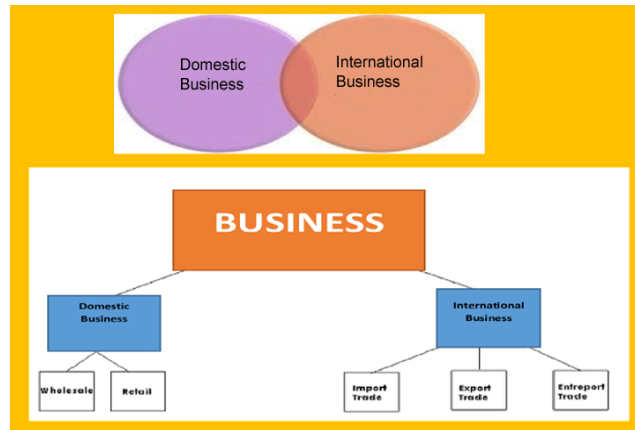 Domestic
Business
International
Business
BUSINESS
Domestic
Business
International
Business
Wholesale
Retail
Import
Trade
Export
Trade
Entreport
Trade